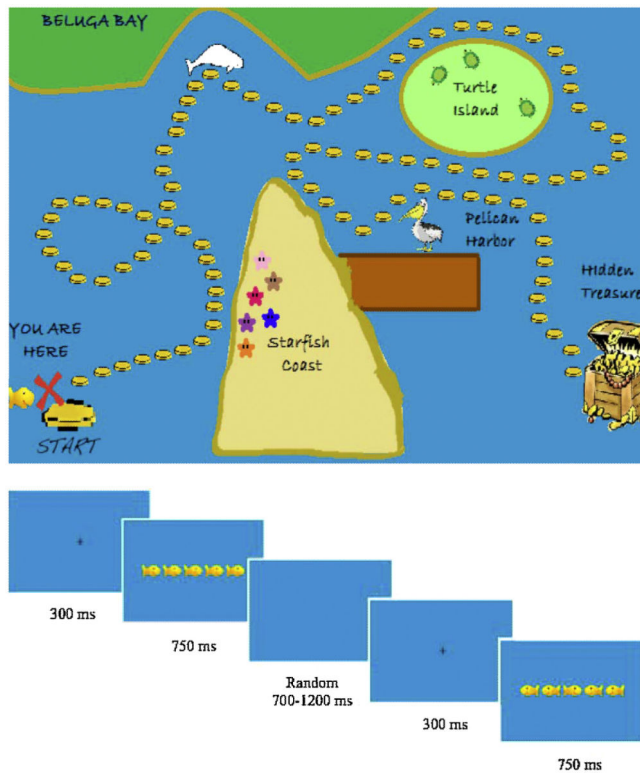 BELUGA BAY
Turtle
Island
Pelican
Harbor
Hidden
Treasure
YOU ARE
HERE
Starfish
Coast
START
300 ms
750 ms
Random
700-1200 ms
300 ms
750 ms